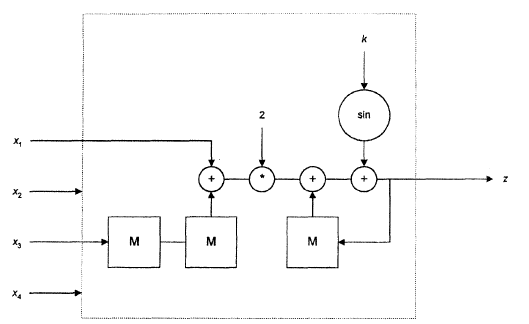 k
sin
2
x₁
+ * + + z
x₂
x₃ M M M
x₄